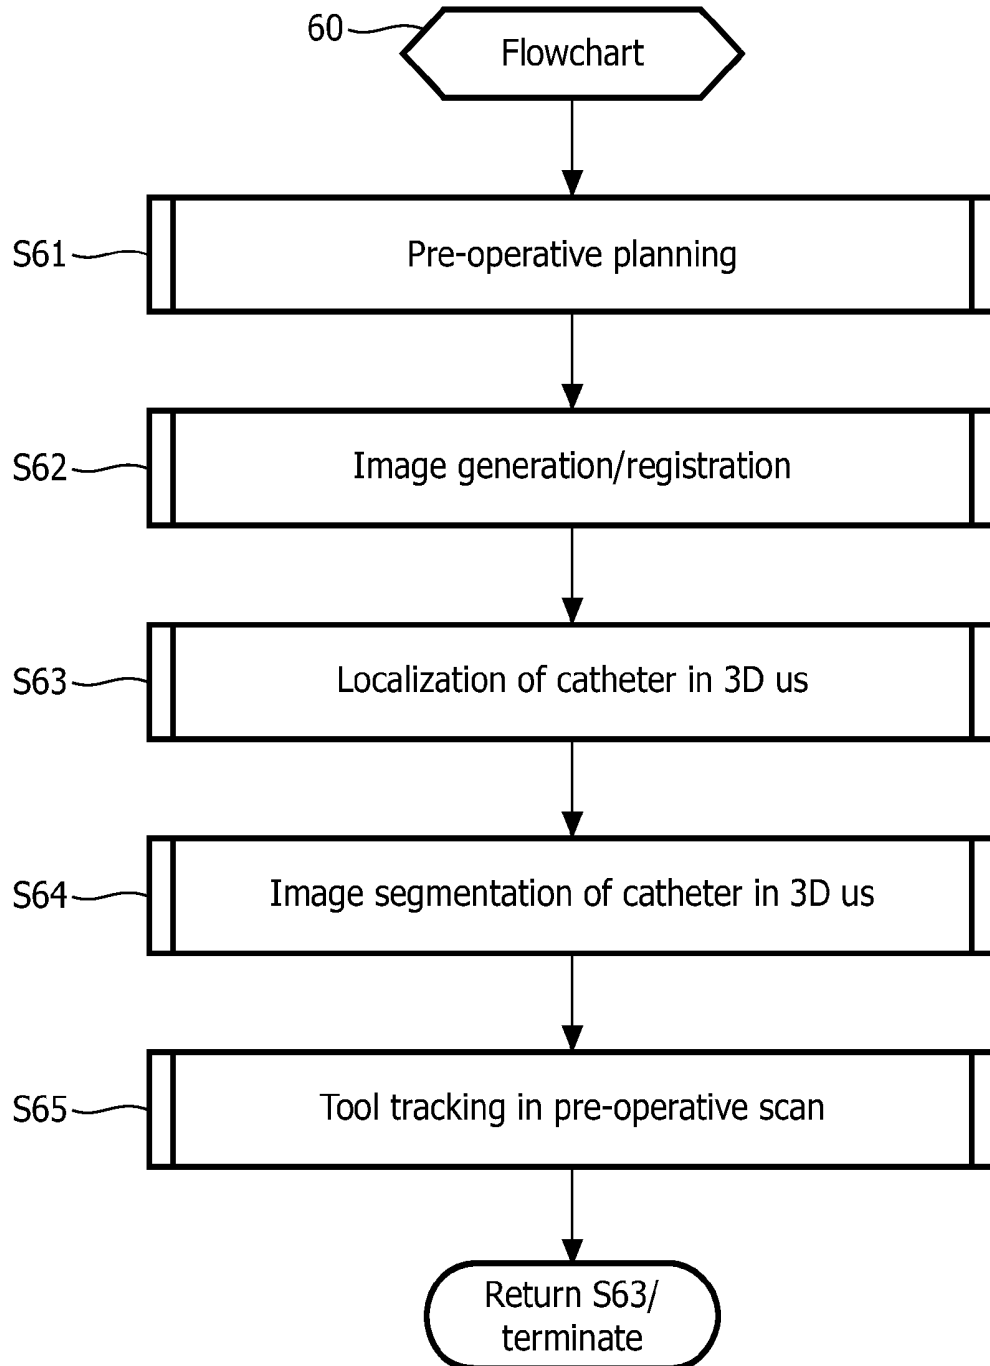 60
Flowchart
S61
Pre-operative planning
S62
Image generation/registration
S63
Localization of catheter in 3D us
S64
Image segmentation of catheter in 3D us
S65
Tool tracking in pre-operative scan
Return S63/
terminate